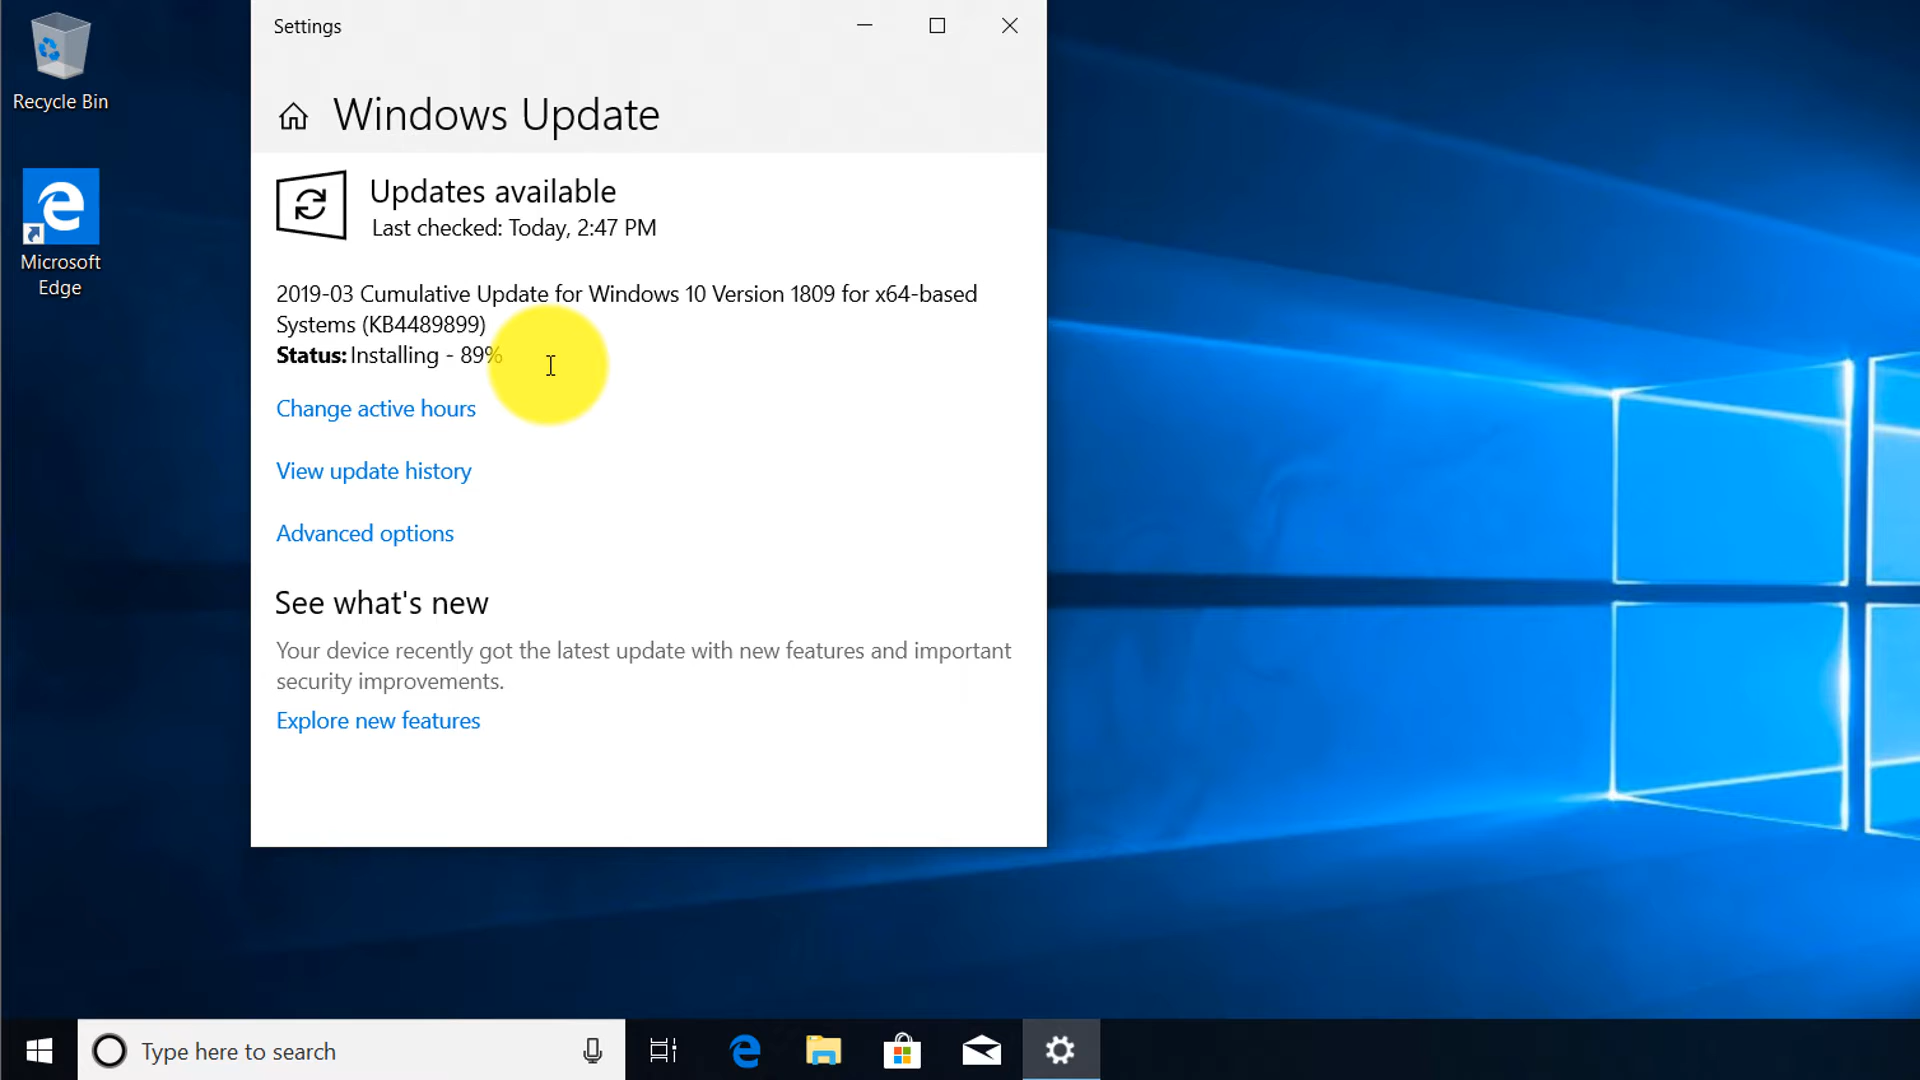 Recycle Bin
Microsoft
Edge
Settings
Windows Update
Updates available
Last checked: Today, 2:47 PM
2019-03 Cumulative Update for Windows 10 Version 1809 for x64-based
Systems (KB4489899)
Status: Installing - 89%
Change active hours
View update history
Advanced options
See what's new
Your device recently got the latest update with new features and important
security improvements.
Explore new features
Type here to search